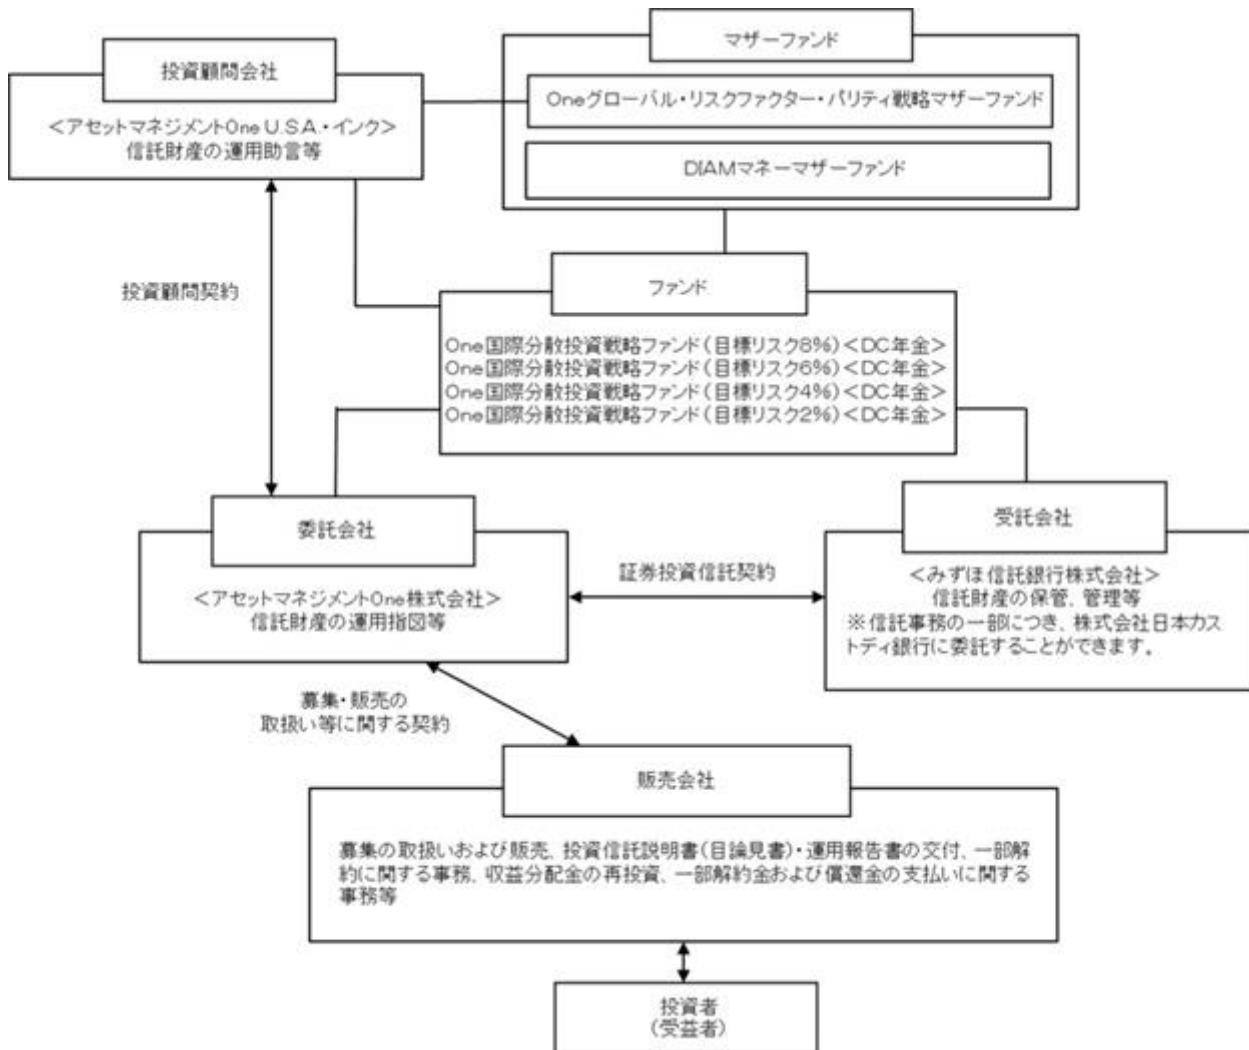 マザーファンド
投資顧問会社
Oneグローバル・リスクファクター・パリティ戦略マザーファンド
<アセットマネジメントOne U.S.A.・インク>
信託財産の運用助言等
DIAMマネーマザーファンド
投資顧問契約
ファンド
One国際分散投資戦略ファンド(目標リスク8%)<DC年金>
One国際分散投資戦略ファンド(目標リスク6%)<DC年金>
One国際分散投資戦略ファンド(目標リスク4%)<DC年金>
One国際分散投資戦略ファンド(目標リスク2%)<DC年金>
委託会社
<アセットマネジメントOne株式会社>
信託財産の運用指図等
証券投資信託契約
受託会社
<みずほ信託銀行株式会社>
信託財産の保管、管理等
※信託事務の一部につき、株式会社日本カス
トディ銀行に委託することができます。
募集・販売の
取扱い等に関する契約
販売会社
募集の取扱いおよび販売、投資信託説明書(目論見書)・運用報告書の交付、一部解
約に関する事務、収益分配金の再投資、一部解約金および償還金の支払いに関する
事務等
投資者
(受益者)